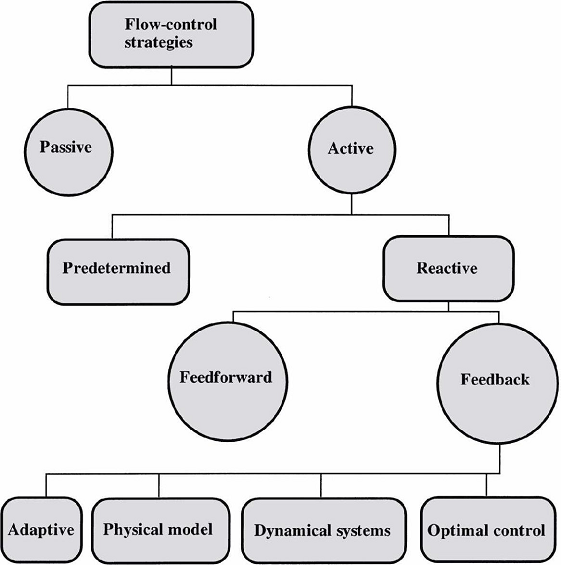 Flow-control
strategies
Passive
Active
Predetermined
Reactive
Feedforward
Feedback
Adaptive
Physical model
Dynamical systems
Optimal control